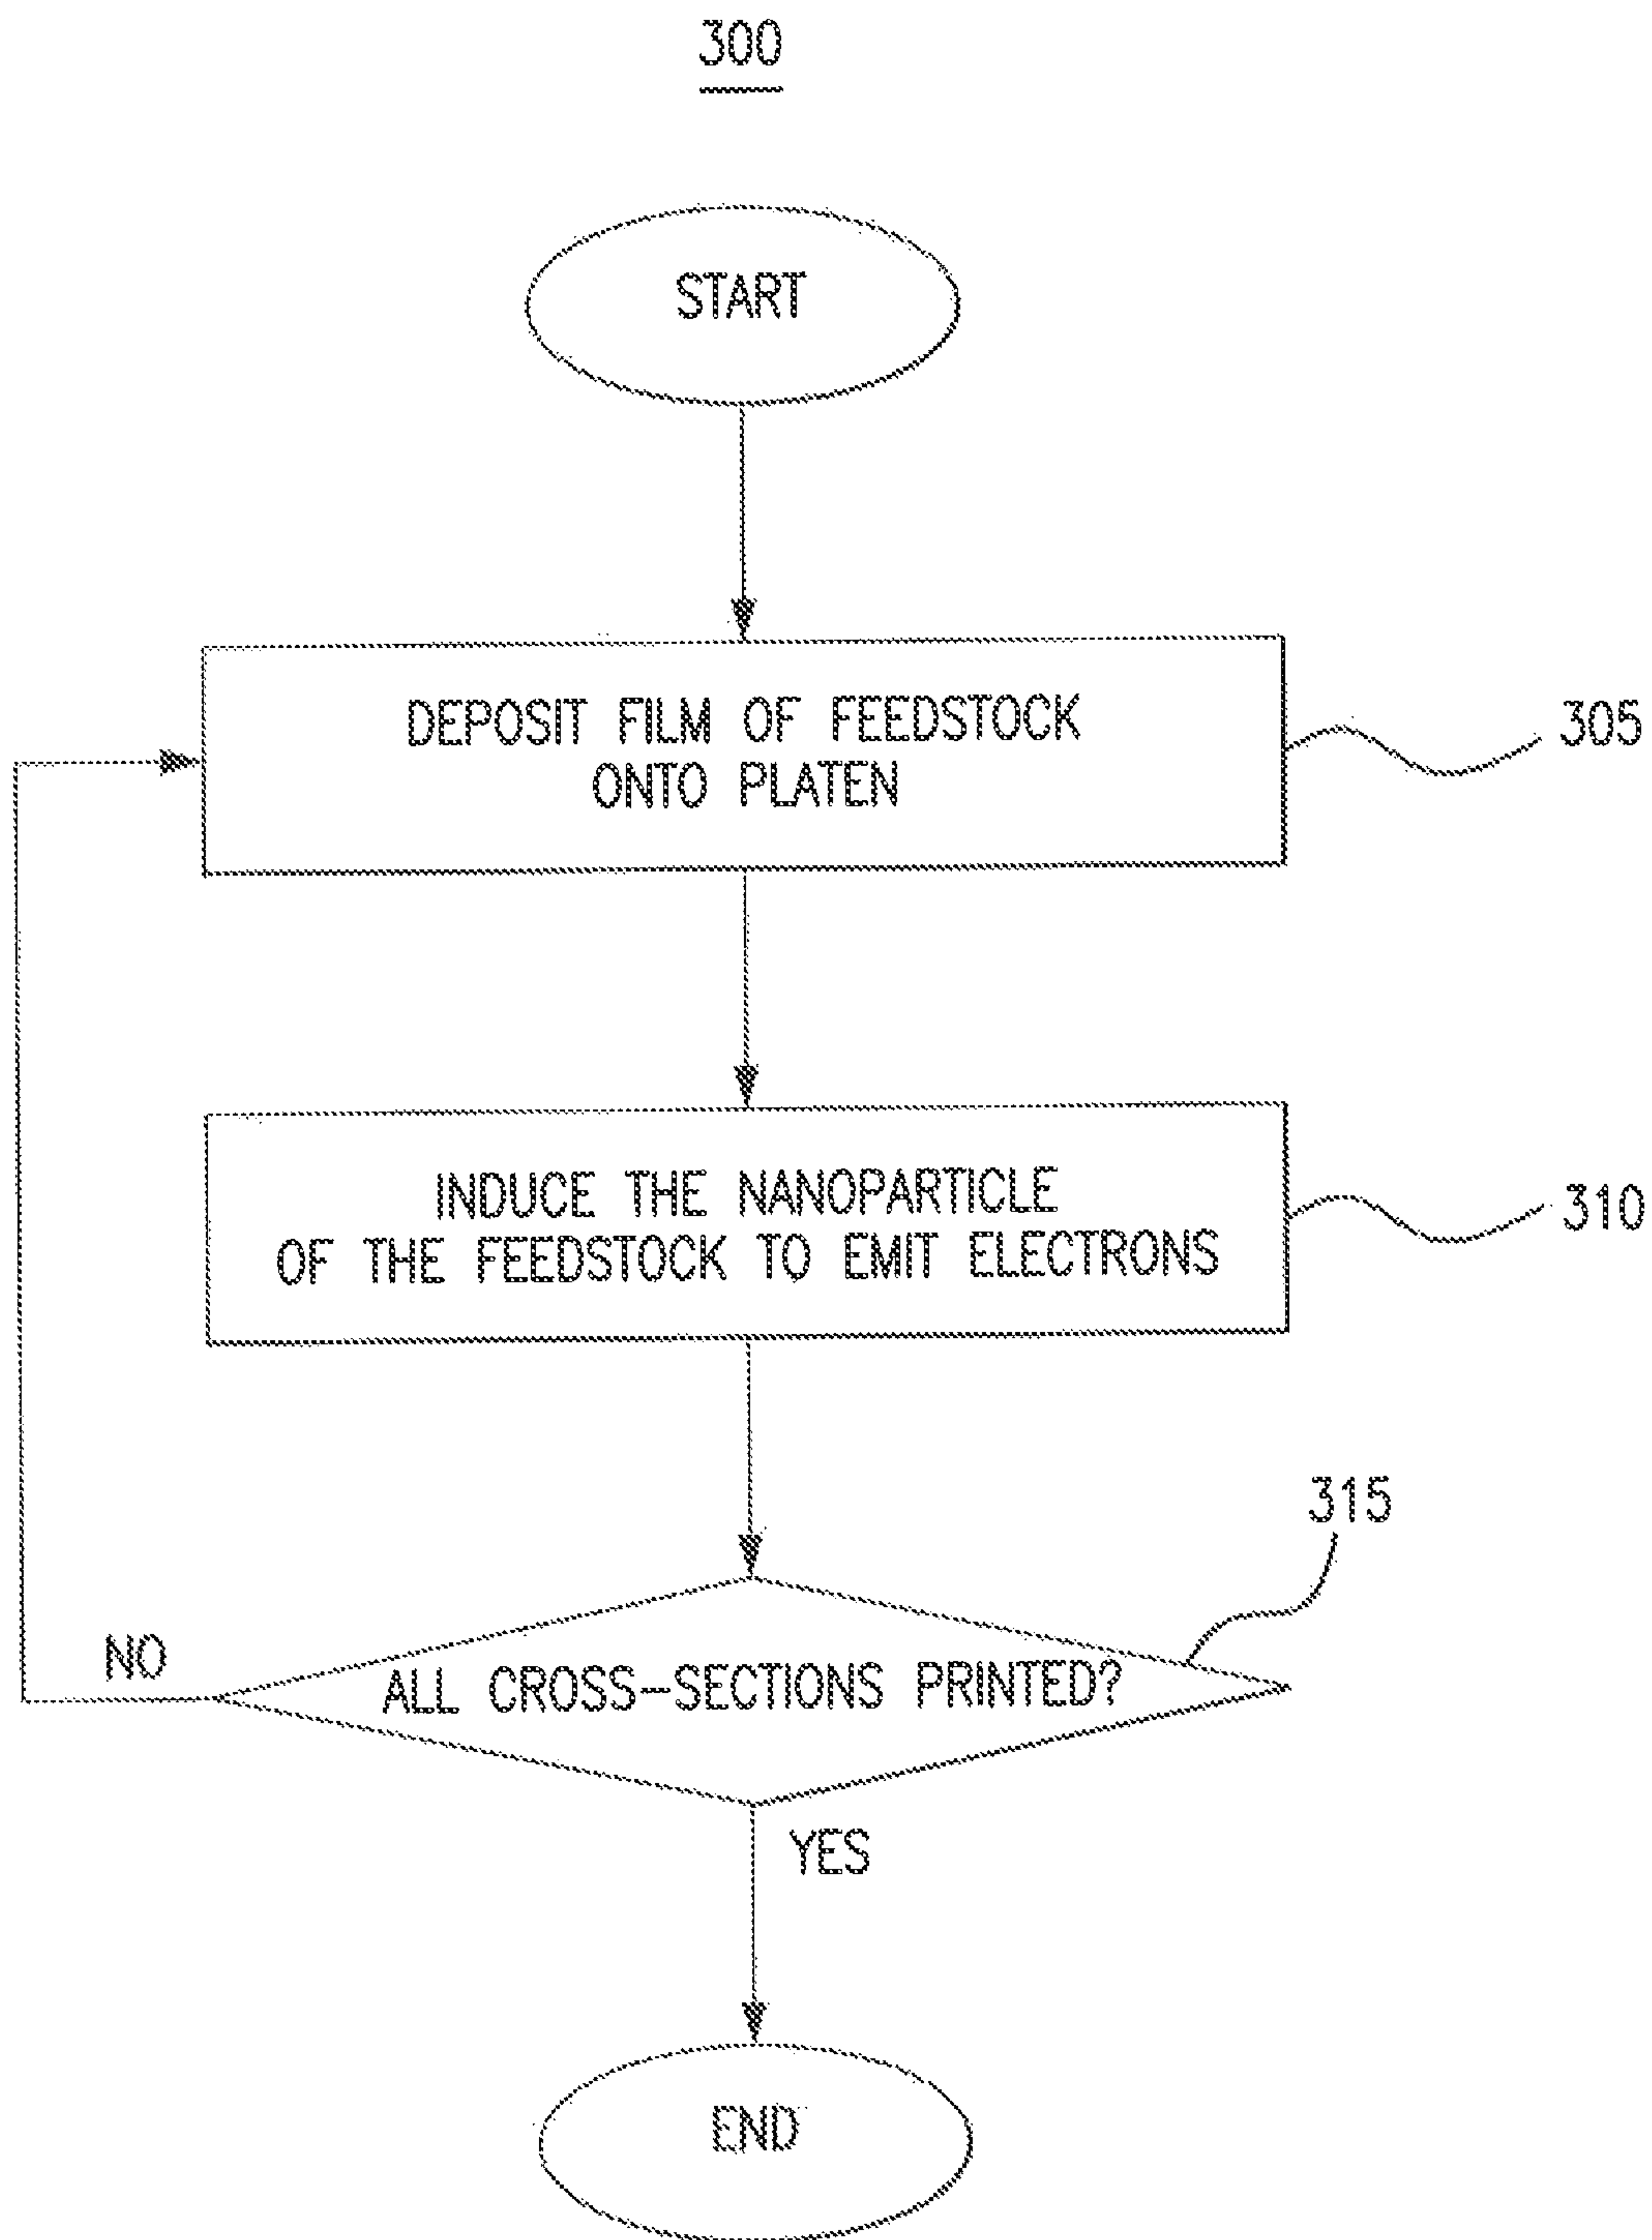 300
START
DEPOSIT FILM OF FEEDSTOCK
ONTO PLATEN
305
INDUCE THE NANOPARTICLE
OF THE FEEDSTOCK TO EMIT ELECTRONS
310
315
ALL CROSS-SECTIONS PRINTED?
NO
YES
END